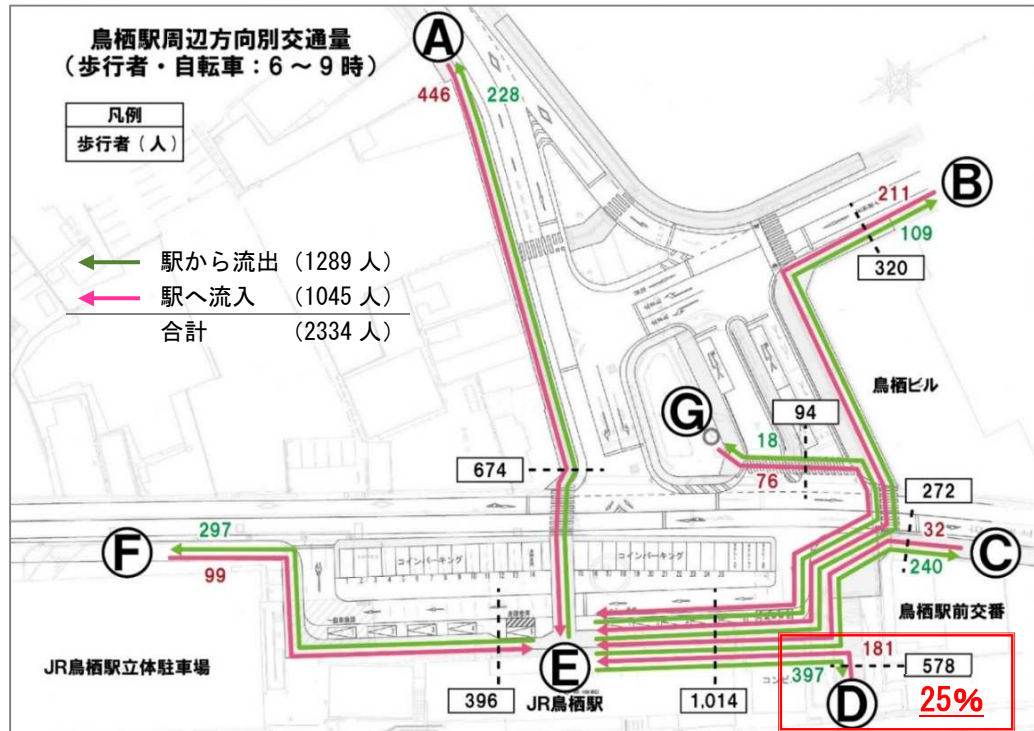 鳥栖駅周辺方向別交通量
(歩行者・自転車：6～9時)
凡例
歩行者(人)
駅から流出 (1289 人)
駅へ流入 (1045 人)
合計 (2334 人)
A
446
228
B
211
109
320
鳥栖ビル
G
18
94
76
674
272
32
C
240
鳥栖駅前交番
F
297
99
コインパーキング
コインパーキング
JR鳥栖駅立体駐車場
396
E
JR鳥栖駅
1,014
181
397
578
D
25%